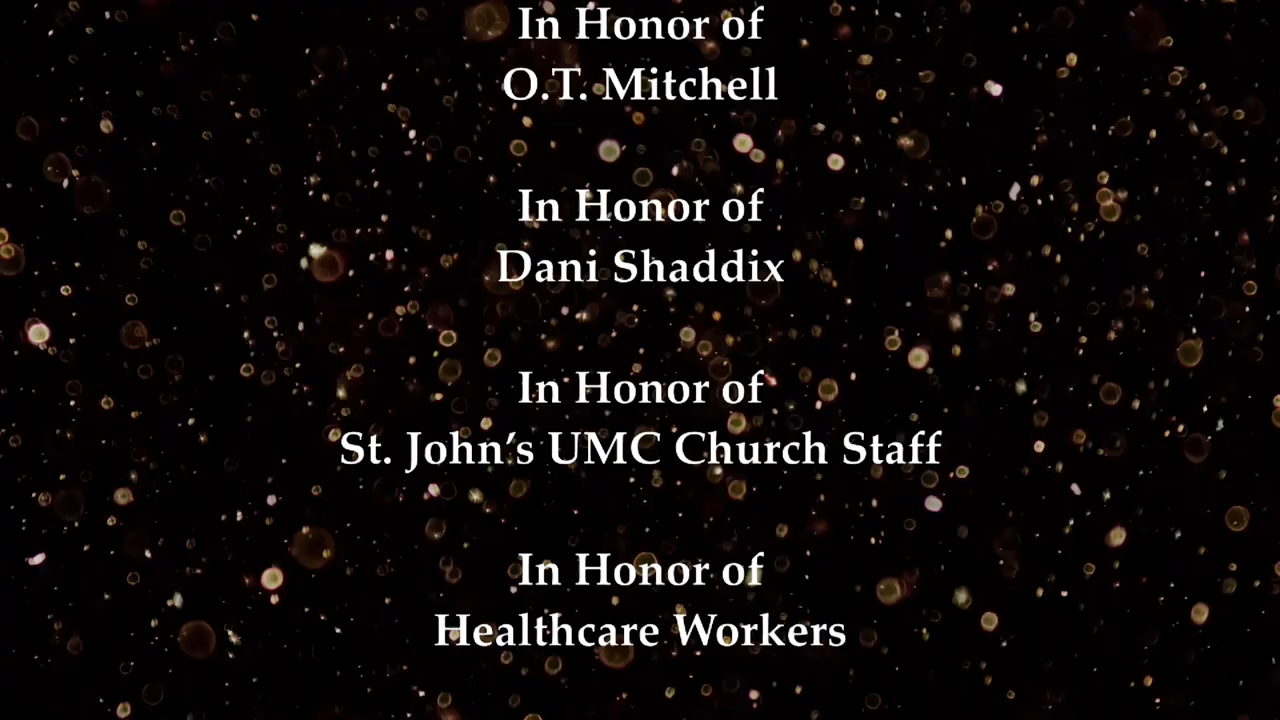 In Honor of
O.T. Mitchell
In Honor of
Dani Shaddix
In Honor of
St. John’s UMC Church Staff
In Honor of
Healthcare Workers